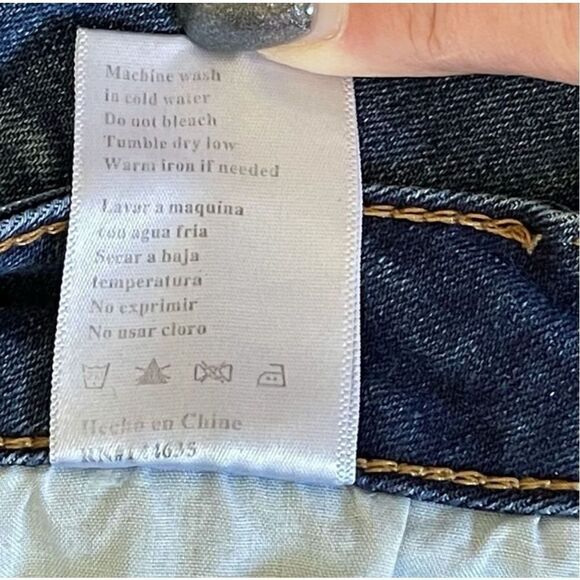 Machine wash
in cold water
Do not bleach
Tumble dry low
Warm iron if needed
Lavar a maquina
con agua fria
Secar a baja
temperatura
No exprimir
No usar cloro
Hecho en Chine